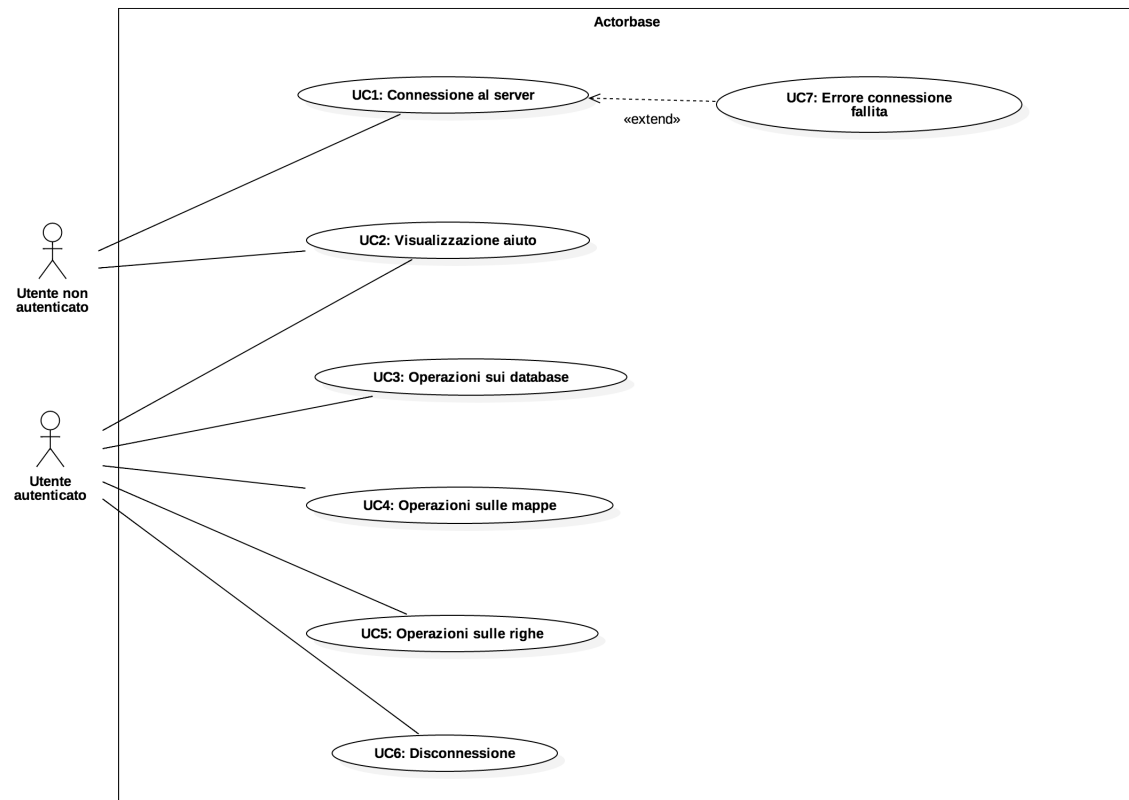 Actorbase
UC1: Connessione al server
UC7: Errore connessione
fallita
«extend»
UC2: Visualizzazione aiuto
Utente non
autenticato
UC3: Operazioni sui database
Utente
autenticato
UC4: Operazioni sulle mappe
UC5: Operazioni sulle righe
UC6: Disconnessione